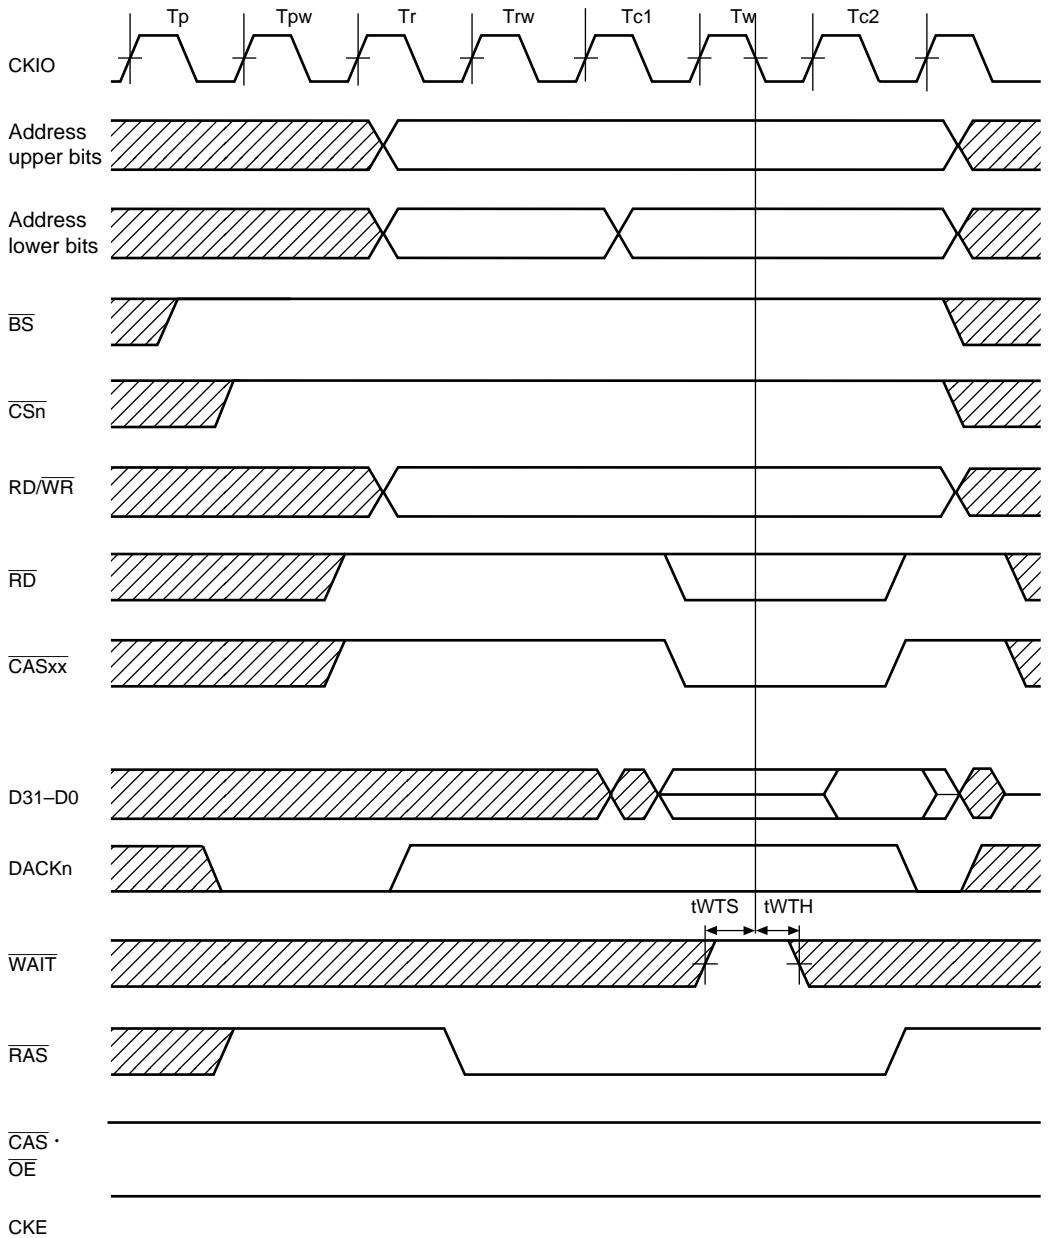 Tp Tpw Tr Trw Tc1 Tw Tc2
CKIO
Address
upper bits
Address
lower bits
BS
CSn
RD/WR
RD
CASxx
D31–D0
DACKn
tWTS tWTH
WAIT
RAS
CAS ·
OE
CKE